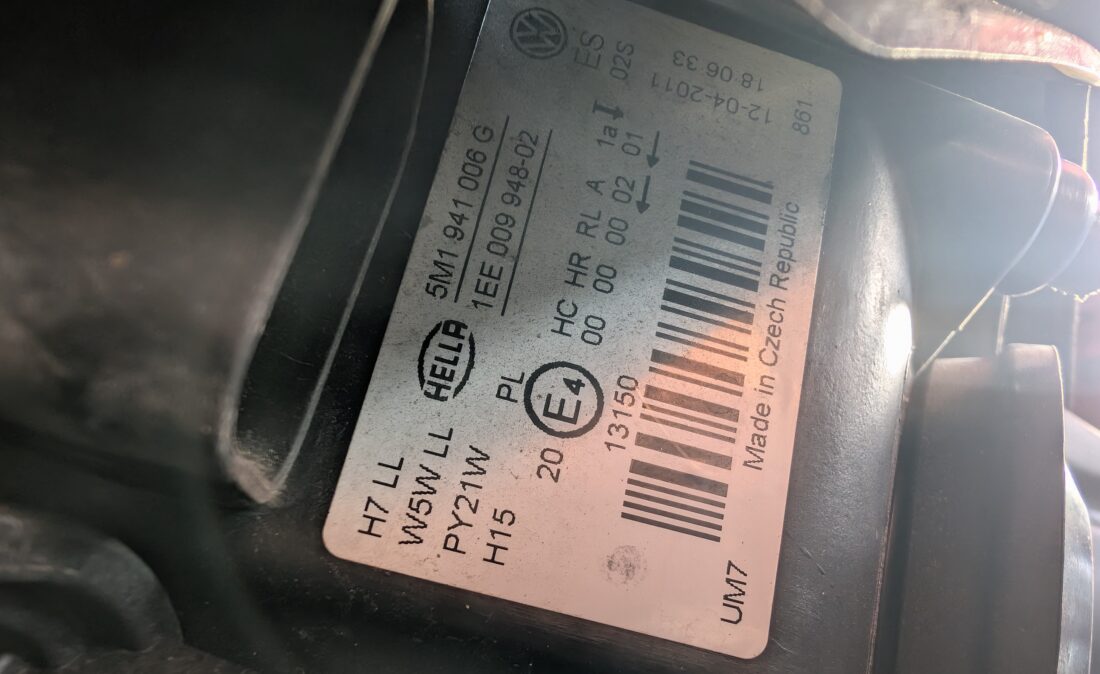 H7 LL
W5W LL
PY21W
H15
HELLA
5M1 941 006 G
1EE 009 948-02
PL
20 E4
HC HR RL A 1a
00 00 00 02 01
13150
ES
02S
12-04-2011
18:06:33
861
Made in Czech Republic
UM7